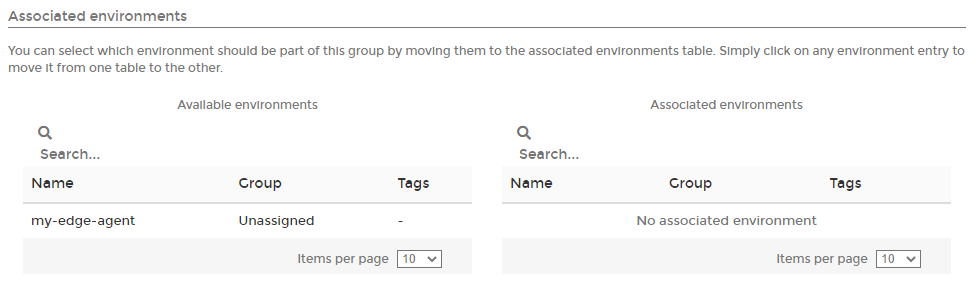 Associated environments
You can select which environment should be part of this group by moving them to the associated environments table. Simply click on any environment entry to
move it from one table to the other.
Available environments
Associated environments
Search...
Search...
Name Group Tags
Name Group Tags
my-edge-agent Unassigned -
No associated environment
Items per page 10
Items per page 10